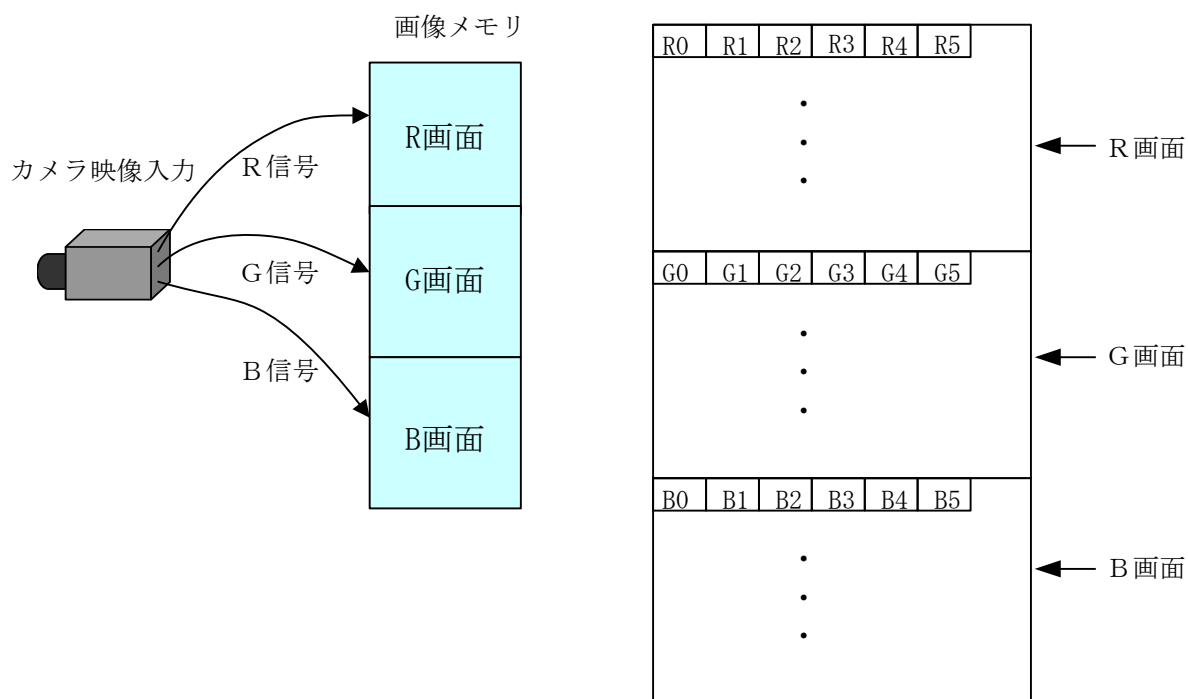 画像メモリ
R画面
カメラ映像入力
Ｒ信号
Ｇ信号
G画面
Ｂ信号
B画面
R0 R1 R2 R3 R4 R5
Ｒ画面
G0 G1 G2 G3 G4 G5
Ｇ画面
B0 B1 B2 B3 B4 B5
Ｂ画面